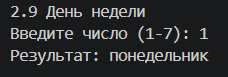 2.9 День недели
Введите число (1-7): 1
Результат: понедельник